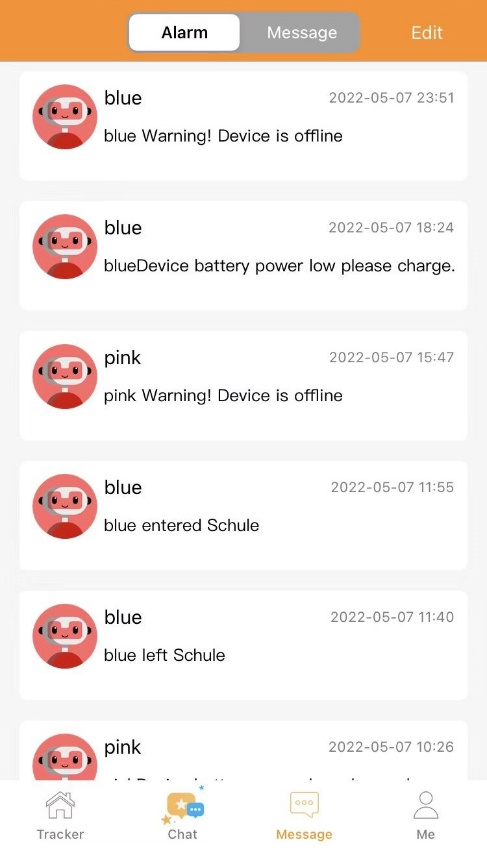 Alarm
Message
Edit
blue
2022-05-07 23:51
blue Warning! Device is offline
blue
2022-05-07 18:24
blueDevice battery power low please charge.
pink
2022-05-07 15:47
pink Warning! Device is offline
blue
2022-05-07 11:55
blue entered Schule
blue
2022-05-07 11:40
blue left Schule
pink
2022-05-07 10:26
Tracker
Chat
Message
Me